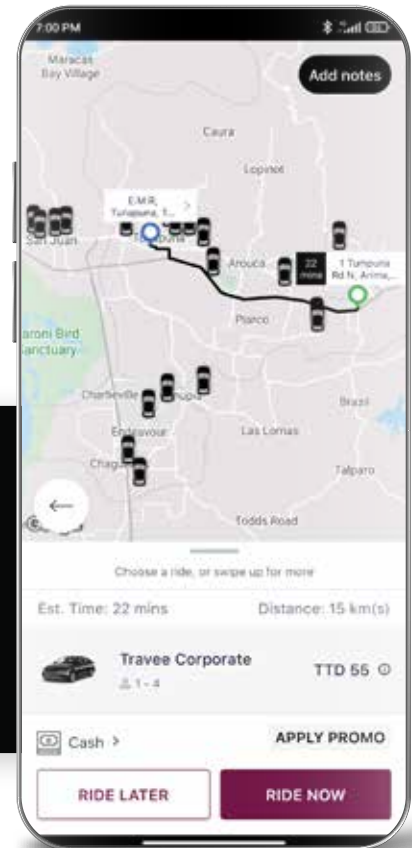 7:00 PM
Maracas
Bay Village
Add notes
Caura
Lopinot
E.M.R,
Tunapuna, T...
San Juan
Arouca
22
mins
1 Tumpuna
Rd N, Arima,...
Piarco
aroni Bird
anctuary
Charlieville
Brazil
Endeavour
Las Lomas
Chagu
Talparo
Todds Road
Choose a ride, or swipe up for more
Est. Time: 22 mins
Distance: 15 km(s)
Travee Corporate
TTD 55
1 - 4
Cash >
APPLY PROMO
RIDE LATER
RIDE NOW